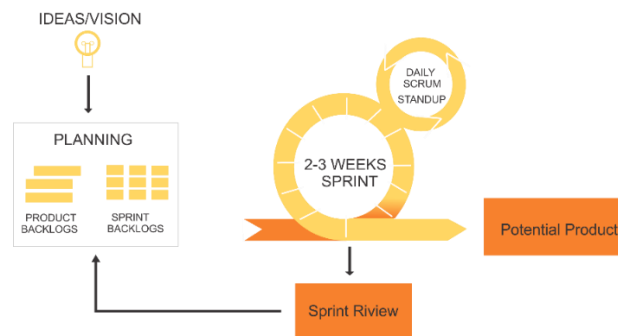 IDEAS/VISION
PLANNING
PRODUCT
BACKLOGS
SPRINT
BACKLOGS
DAILY
SCRUM
STANDUP
2-3 WEEKS
SPRINT
Potential Product
Sprint Riview